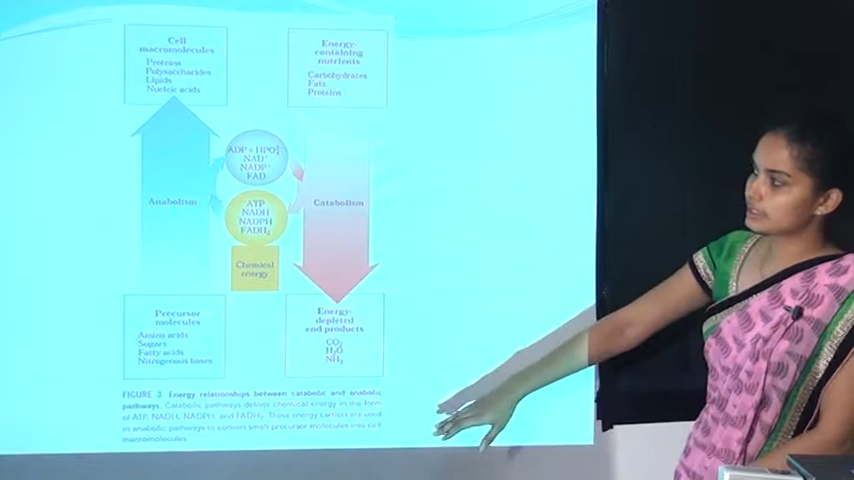 Cell
macromolecules
Proteins
Polysaccharides
Lipids
Nucleic acids
Energy-
containing
nutrients
Carbohydrates
Fats
Proteins
ADP + HPO₄²⁻
NAD⁺
NADP⁺
FAD
Anabolism
ATP
NADH
NADPH
FADH₂
Catabolism
Chemical
energy
Precursor
molecules
Amino acids
Sugars
Fatty acids
Nitrogenous bases
Energy-
depleted
end products
CO₂
H₂O
NH₃
FIGURE 3 Energy relationships between catabolic and anabolic
pathways. Catabolic pathways deliver chemical energy in the form
of ATP, NADH, NADPH, and FADH₂. These energy carriers are used
in anabolic pathways to convert small precursor molecules into cell
macromolecules.